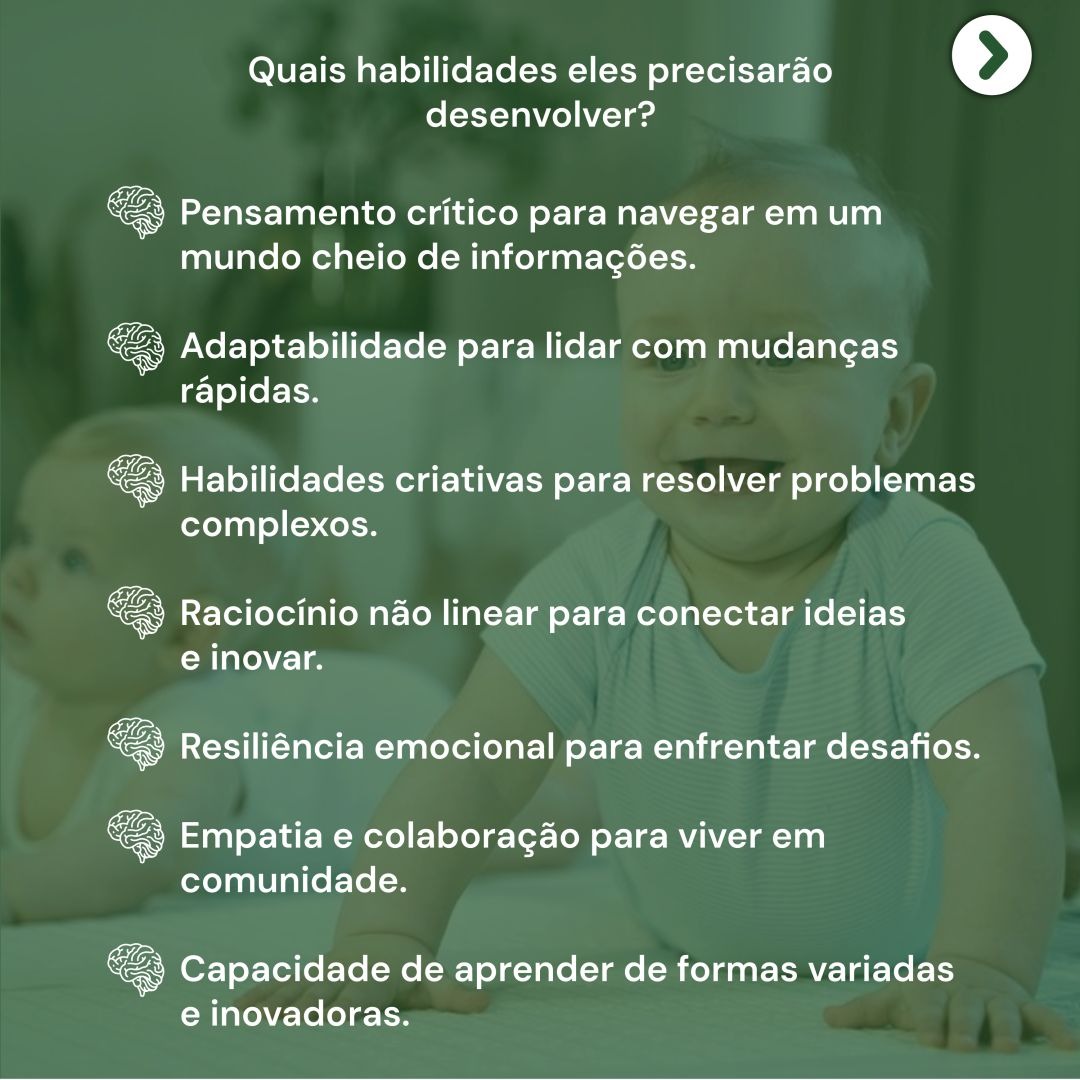 Quais habilidades eles precisarão
desenvolver?
Pensamento crítico para navegar em um
mundo cheio de informações.
Adaptabilidade para lidar com mudanças
rápidas.
Habilidades criativas para resolver problemas
complexos.
Raciocínio não linear para conectar ideias
e inovar.
Resiliência emocional para enfrentar desafios.
Empatia e colaboração para viver em
comunidade.
Capacidade de aprender de formas variadas
e inovadoras.